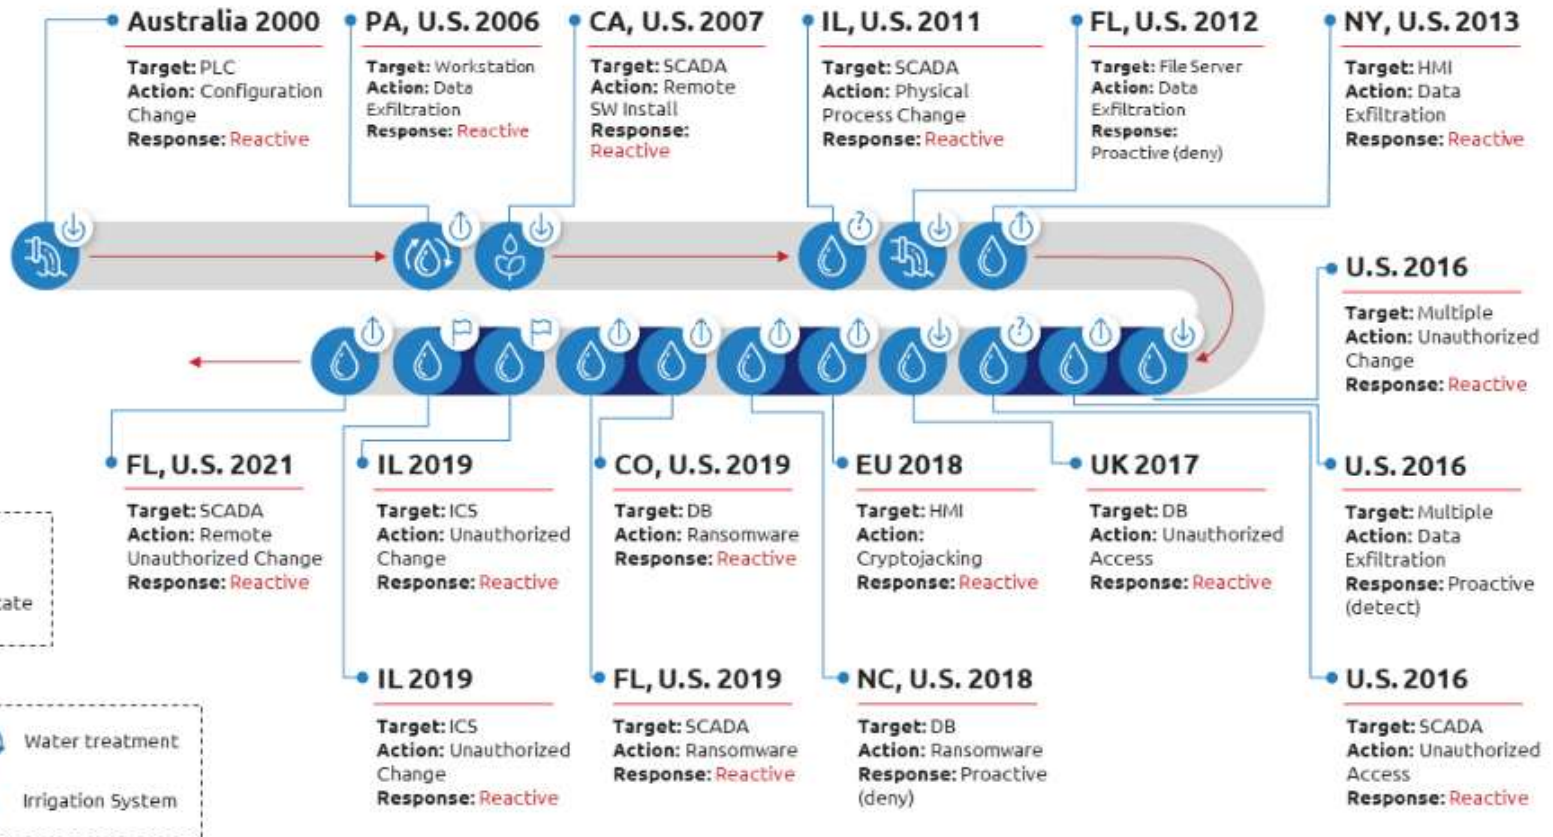 Australia 2000
Target: PLC
Action: Configuration
Change
Response: Reactive
PA, U.S. 2006
Target: Workstation
Action: Data
Exfiltration
Response: Reactive
CA, U.S. 2007
Target: SCADA
Action: Remote
SW Install
Response:
Reactive
IL, U.S. 2011
Target: SCADA
Action: Physical
Process Change
Response: Reactive
FL, U.S. 2012
Target: File Server
Action: Data
Exfiltration
Response:
Proactive (deny)
NY, U.S. 2013
Target: HMI
Action: Data
Exfiltration
Response: Reactive
?
U.S. 2016
Target: Multiple
Action: Unauthorized
Change
Response: Reactive
?
FL, U.S. 2021
Target: SCADA
Action: Remote
Unauthorized Change
Response: Reactive
IL 2019
Target: ICS
Action: Unauthorized
Change
Response: Reactive
CO, U.S. 2019
Target: DB
Action: Ransomware
Response: Reactive
EU 2018
Target: HMI
Action:
Cryptojacking
Response: Reactive
UK 2017
Target: DB
Action: Unauthorized
Access
Response: Reactive
U.S. 2016
Target: Multiple
Action: Data
Exfiltration
Response: Proactive
(detect)
IL 2019
Target: ICS
Action: Unauthorized
Change
Response: Reactive
FL, U.S. 2019
Target: SCADA
Action: Ransomware
Response: Reactive
NC, U.S. 2018
Target: DB
Action: Ransomware
Response: Proactive
(deny)
U.S. 2016
Target: SCADA
Action: Unauthorized
Access
Response: Reactive
Water treatment
Irrigation System